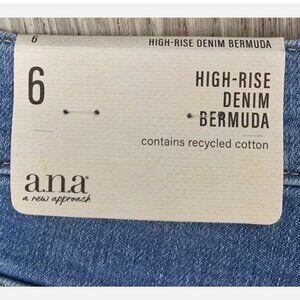 6 HIGH-RISE DENIM BERMUDA
6
HIGH-RISE
DENIM
BERMUDA
contains recycled cotton
a.n.a
a new approach